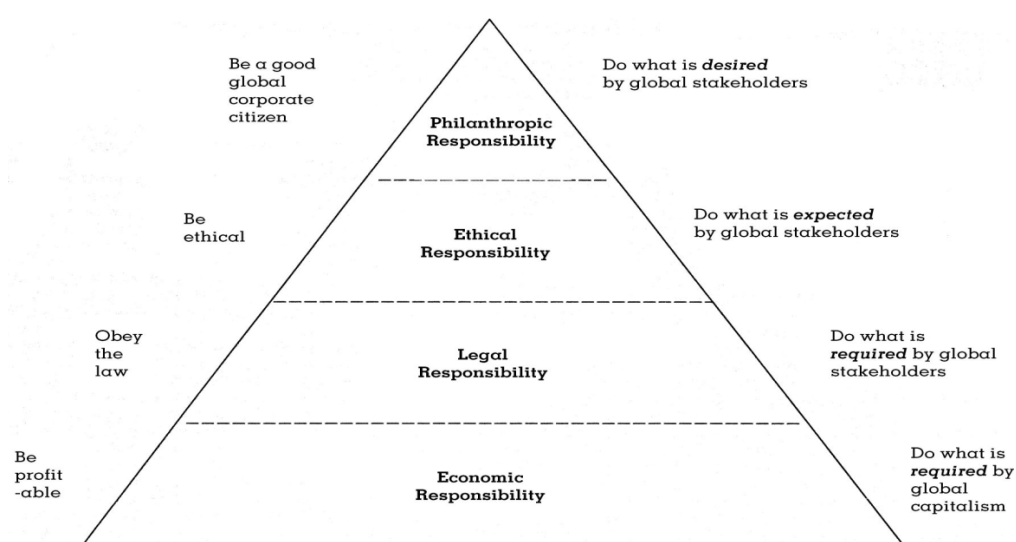 Be a good
global
corporate
citizen
Philanthropic
Responsibility
Do what is desired
by global stakeholders
Be
ethical
Ethical
Responsibility
Do what is expected
by global stakeholders
Obey
the
law
Legal
Responsibility
Do what is
required by global
stakeholders
Be
profit
-able
Economic
Responsibility
Do what is
required by
global
capitalism